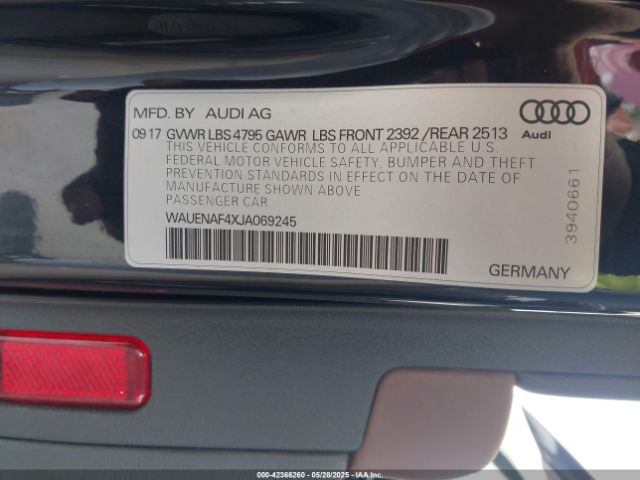 MFD. BY AUDI AG
09 17 GVWR LBS 4795 GAWR LBS FRONT 2392 / REAR 2513
THIS VEHICLE CONFORMS TO ALL APPLICABLE U.S.
FEDERAL MOTOR VEHICLE SAFETY, BUMPER AND THEFT
PREVENTION STANDARDS IN EFFECT ON THE DATE OF
MANUFACTURE SHOWN ABOVE
PASSENGER CAR
WAUENAF4XJA069245
Audi
3940661
GERMANY
000-42366260 - 05/28/2025 - IAAI.CA